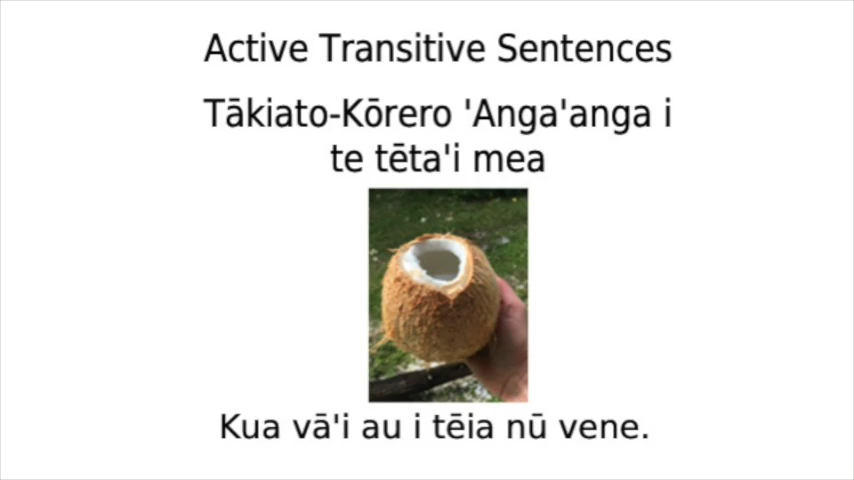 Active Transitive Sentences
Tākiato-Kōrero 'Anga'anga i
te tēta'i mea
Kua vā'i au i tēia nū vene.